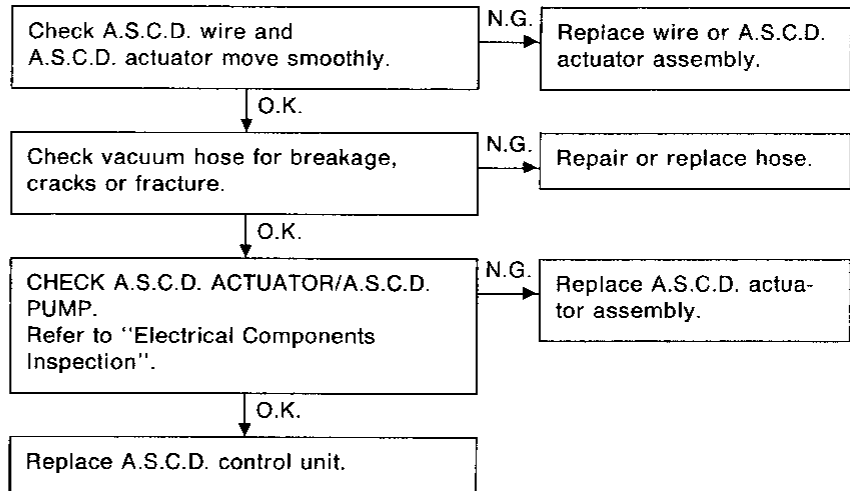 Check A.S.C.D. wire and
A.S.C.D. actuator move smoothly.
N.G.
Replace wire or A.S.C.D.
actuator assembly.
O.K.
Check vacuum hose for breakage,
cracks or fracture.
N.G.
Repair or replace hose.
O.K.
CHECK A.S.C.D. ACTUATOR/A.S.C.D.
PUMP.
Refer to "Electrical Components
Inspection".
N.G.
Replace A.S.C.D. actua-
tor assembly.
O.K.
Replace A.S.C.D. control unit.